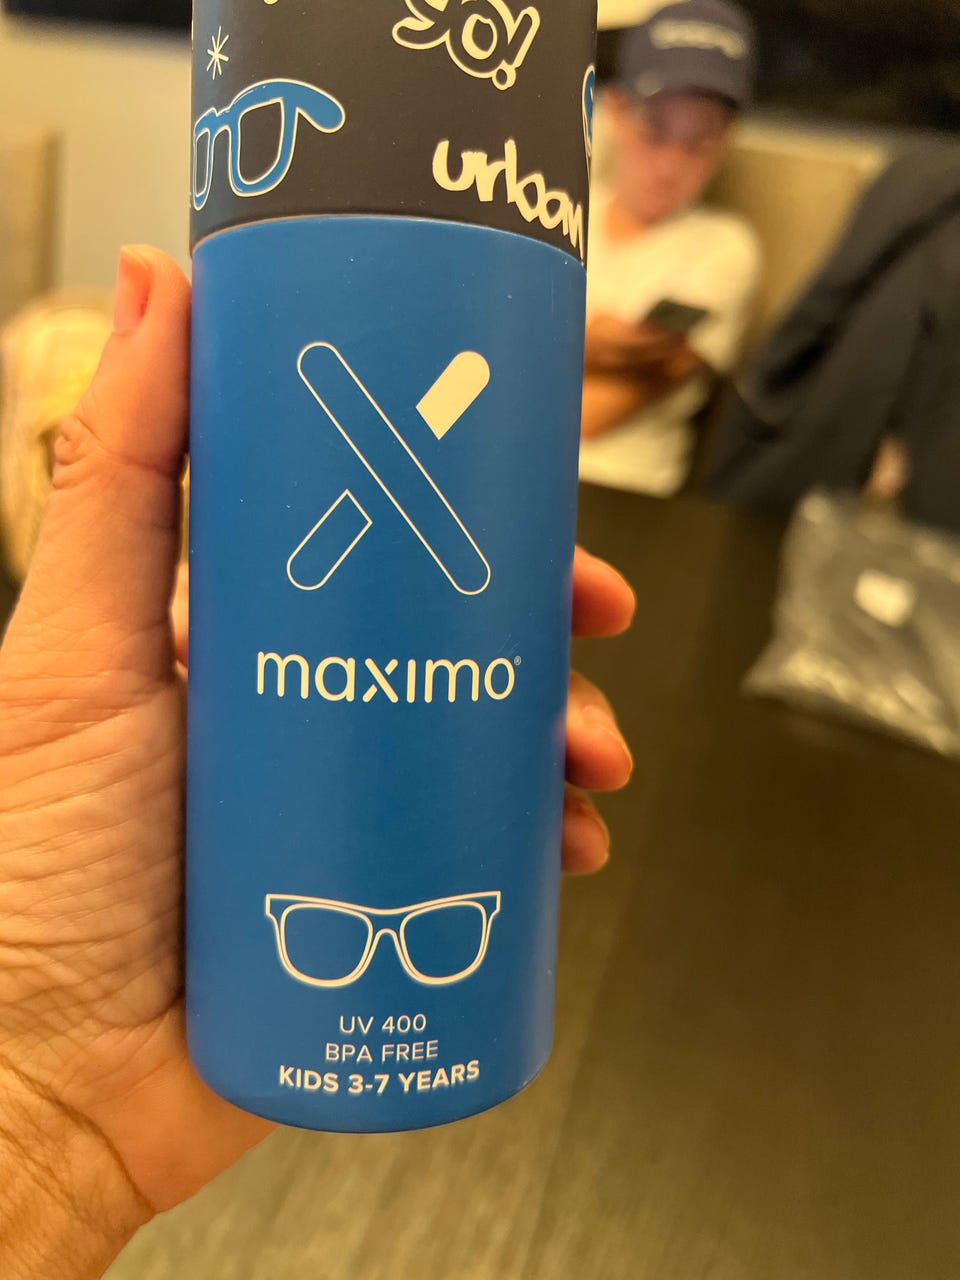 YO!
urban
maximo®
UV 400
BPA FREE
KIDS 3-7 YEARS